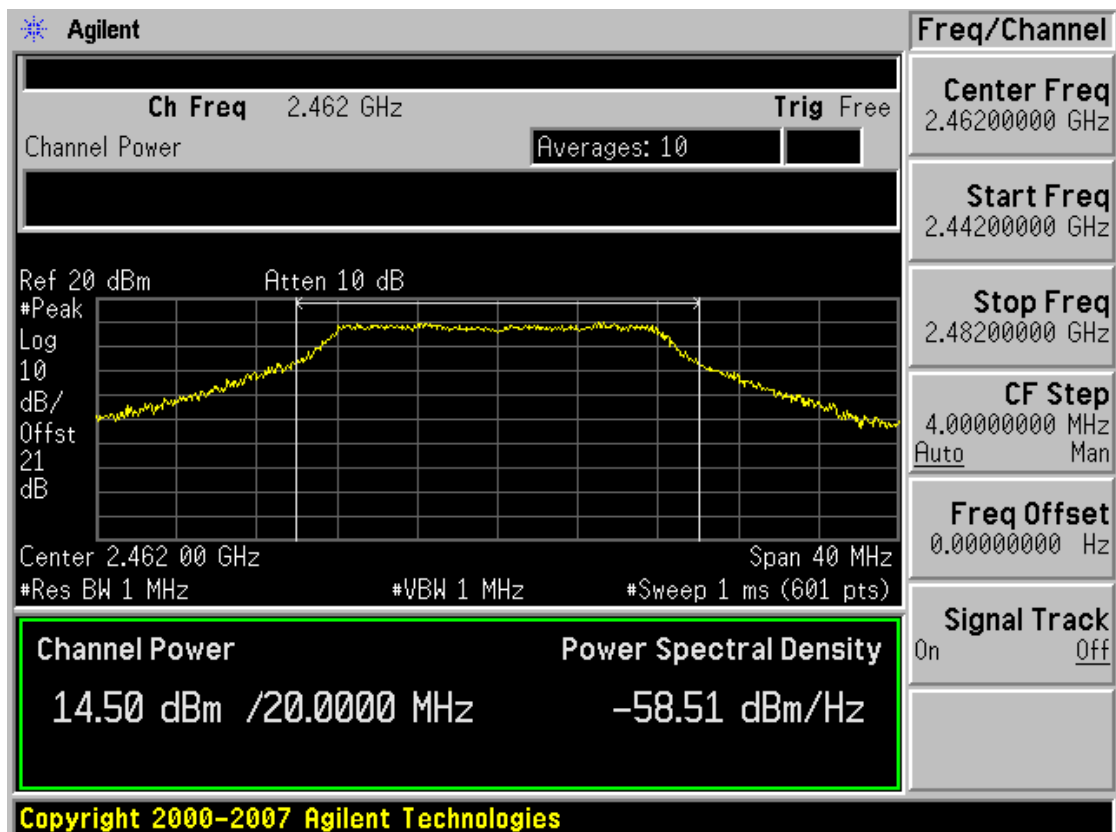 Agilent
Ch Freq 2.462 GHz Trig Free
Channel Power Averages: 10
Ref 20 dBm Atten 10 dB
#Peak
Log
10
dB/
Offst
21
dB
Center 2.462 00 GHz Span 40 MHz
#Res BW 1 MHz #VBW 1 MHz #Sweep 1 ms (601 pts)
Channel Power Power Spectral Density
14.50 dBm /20.0000 MHz -58.51 dBm/Hz
Copyright 2000-2007 Agilent Technologies
Freq/Channel
Center Freq
2.46200000 GHz
Start Freq
2.44200000 GHz
Stop Freq
2.48200000 GHz
CF Step
4.00000000 MHz
Auto Man
Freq Offset
0.00000000 Hz
Signal Track
On Off